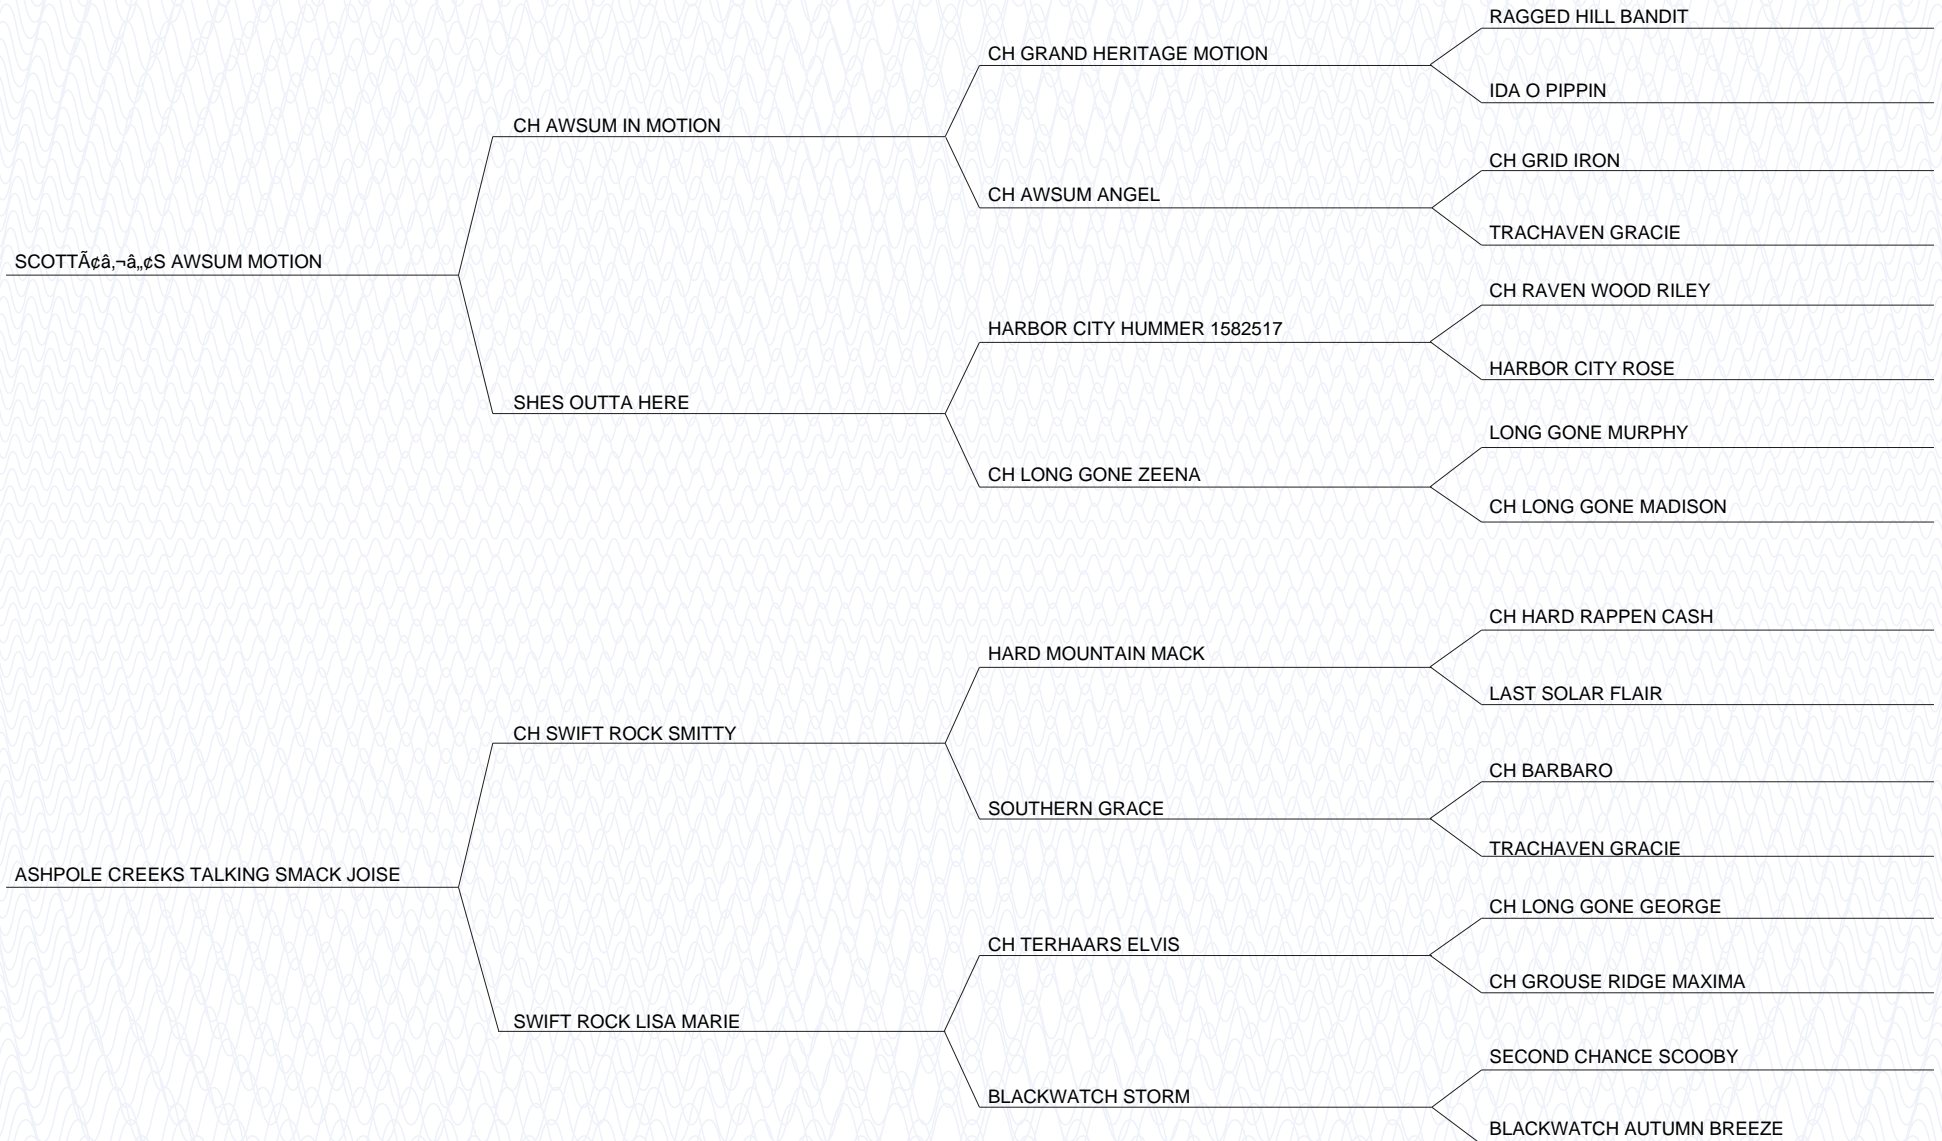 RAGGED HILL BANDIT
CH GRAND HERITAGE MOTION
IDA O PIPPIN
CH AWSUM IN MOTION
CH GRID IRON
CH AWSUM ANGEL
TRACHAVEN GRACIE
SCOTTÃ¢â‚¬â„¢S AWSUM MOTION
CH RAVEN WOOD RILEY
HARBOR CITY HUMMER 1582517
HARBOR CITY ROSE
SHES OUTTA HERE
LONG GONE MURPHY
CH LONG GONE ZEENA
CH LONG GONE MADISON
CH HARD RAPPEN CASH
HARD MOUNTAIN MACK
LAST SOLAR FLAIR
CH SWIFT ROCK SMITTY
CH BARBARO
SOUTHERN GRACE
TRACHAVEN GRACIE
ASHPOLE CREEKS TALKING SMACK JOISE
CH LONG GONE GEORGE
CH TERHAARS ELVIS
CH GROUSE RIDGE MAXIMA
SWIFT ROCK LISA MARIE
SECOND CHANCE SCOOBY
BLACKWATCH STORM
BLACKWATCH AUTUMN BREEZE